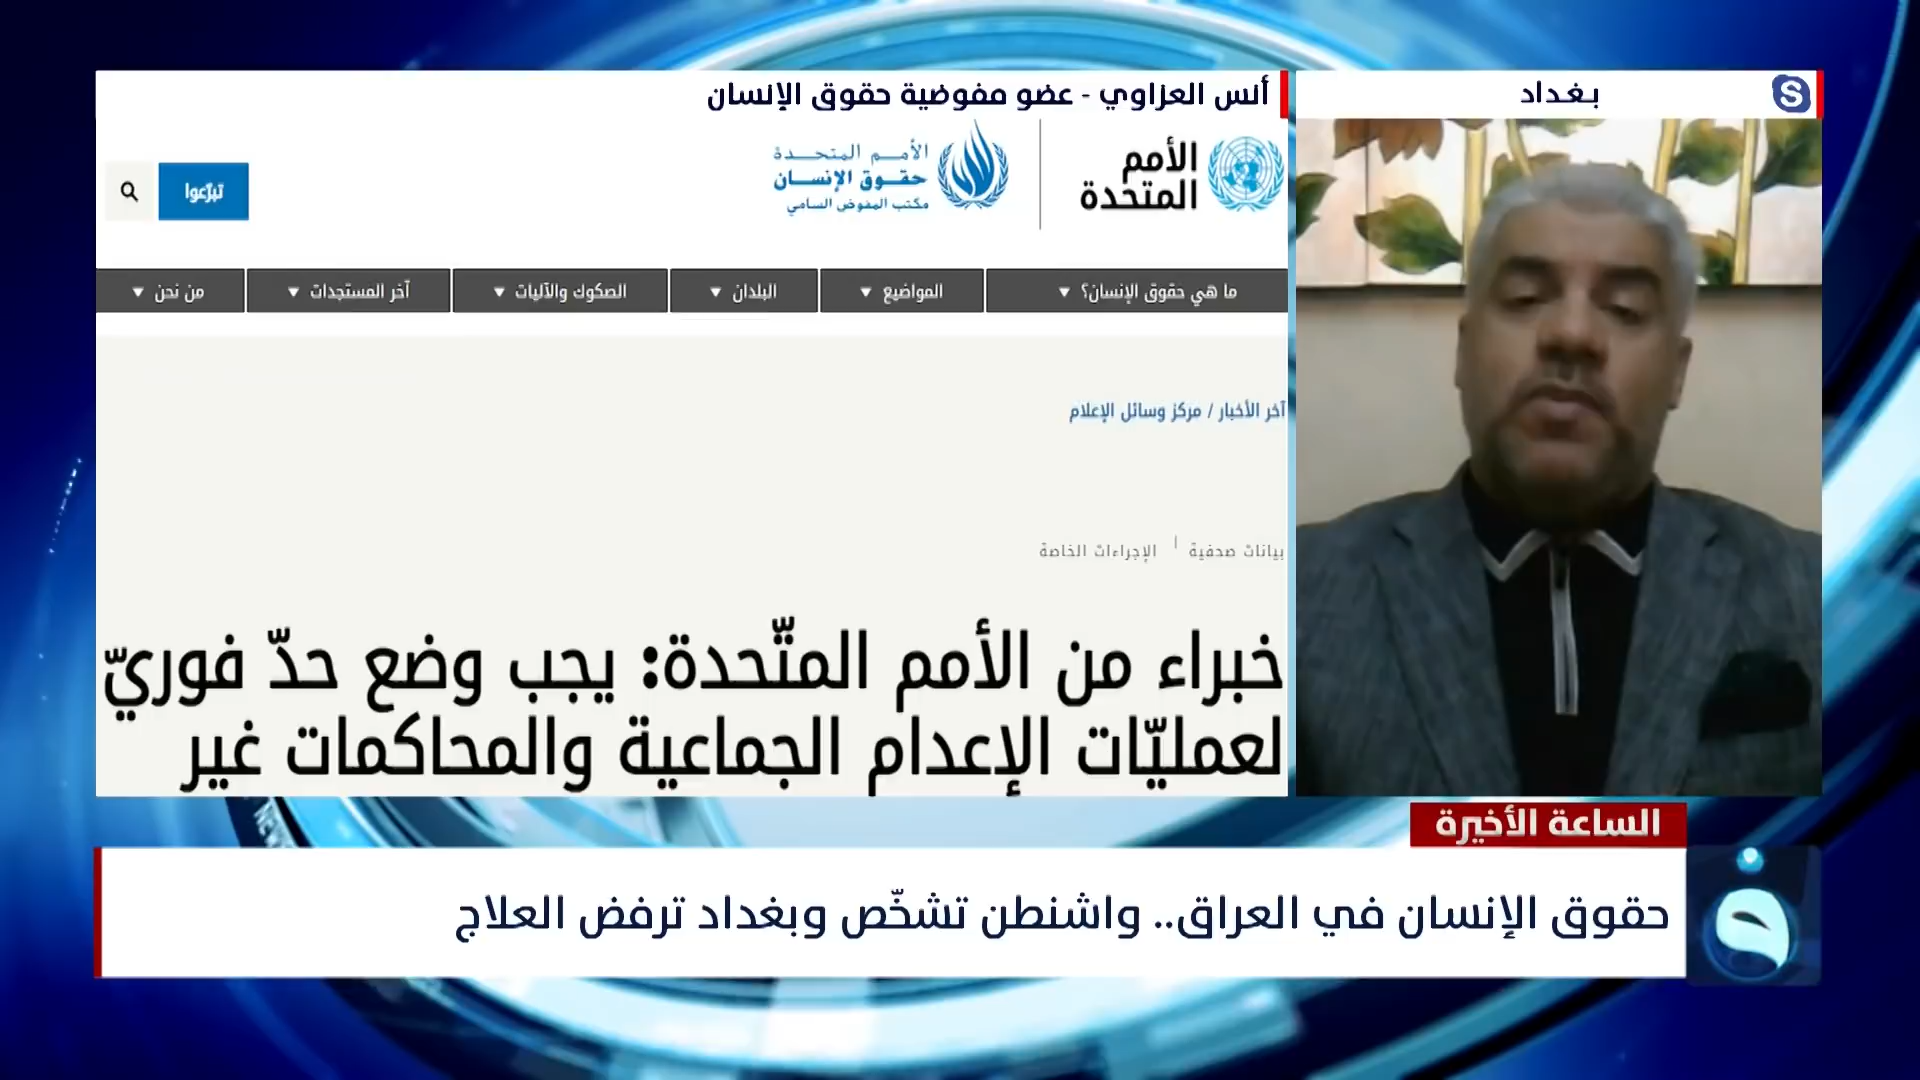 بغداد
أنس العزاوي - عضو مفوضية حقوق الإنسان
الأمم
المتحدة
الأمم المتحدة
حقوق الإنسان
مكتب المفوض السامي
تبرّعوا
ما هي حقوق الإنسان؟
المواضيع
البلدان
الصكوك والآليات
آخر المستجدات
من نحن
آخر الأخبار / مركز وسائل الإعلام
بيانات صحفية | الإجراءات الخاصة
خبراء من الأمم المتّحدة: يجب وضع حدّ فوريّ
لعمليّات الإعدام الجماعية والمحاكمات غير
الساعة الأخيرة
حقوق الإنسان في العراق.. واشنطن تشخّص وبغداد ترفض العلاج
NEWS